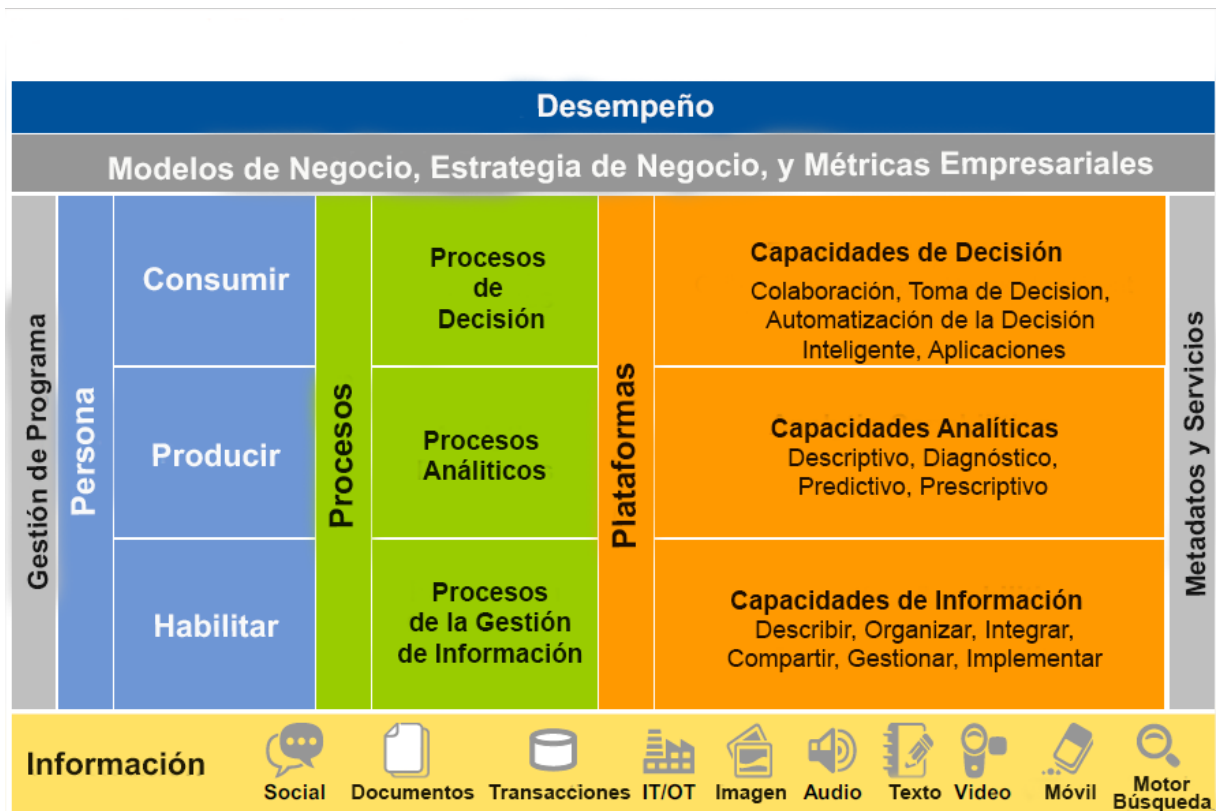 Desempeño
Modelos de Negocio, Estrategia de Negocio, y Métricas Empresariales
Gestión de Programa
Persona
Consumir
Producir
Habilitar
Procesos
Procesos
de
Decisión
Procesos
Análiticos
Procesos
de la Gestión
de Información
Plataformas
Capacidades de Decisión
Colaboración, Toma de Decision,
Automatización de la Decisión
Inteligente, Aplicaciones
Capacidades Analíticas
Descriptivo, Diagnóstico,
Predictivo, Prescriptivo
Capacidades de Información
Describir, Organizar, Integrar,
Compartir, Gestionar, Implementar
Metadatos y Servicios
Información
Social
Documentos
Transacciones
IT/OT
Imagen
Audio
Texto
Video
Móvil
Motor
Búsqueda